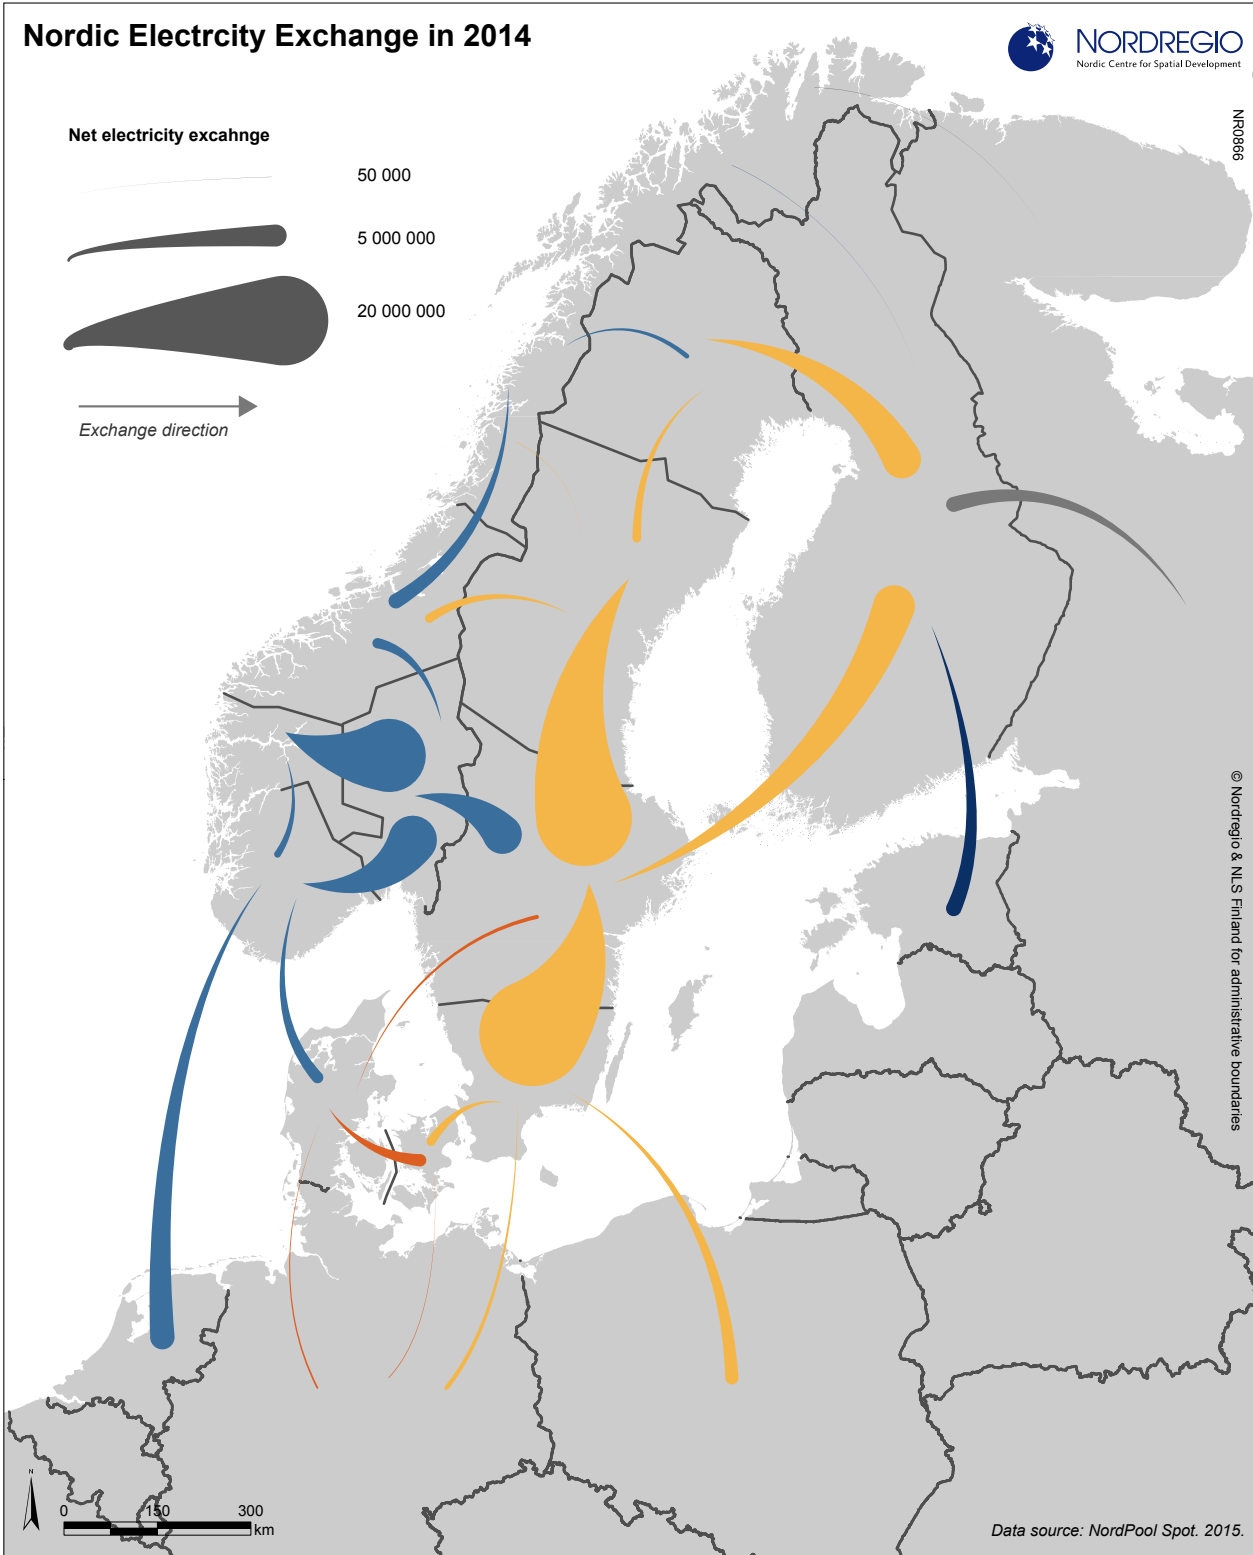 Nordic Electrcity Exchange in 2014
NORDREGIO
Nordic Centre for Spatial Development
NR0866
Net electricity excahnge
50 000
5 000 000
20 000 000
Exchange direction
© Nordregio & NLS Finland for administrative boundaries
N
0 150 300
km
Data source: NordPool Spot. 2015.